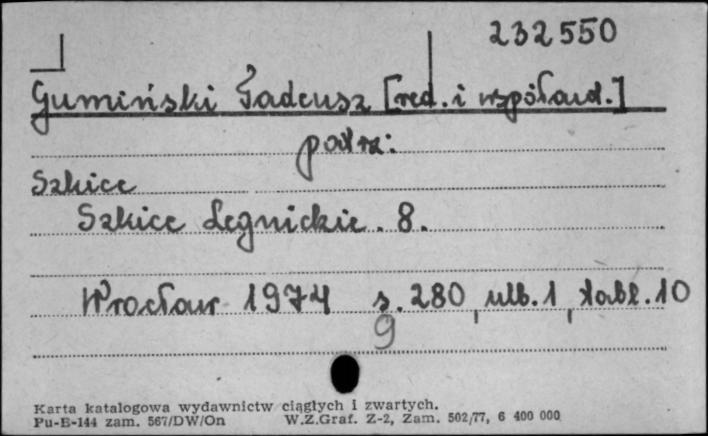 232550
Gumiński Tadeusz [red. i współaut.]
patrz:
Szkice
Szkice Legnickie. 8.
Wrocław 1974 s. 280, ulb. 1, tabl. 10
9
Karta katalogowa wydawnictw ciągłych i zwartych.
Pu-B-144 zam. 567/DW/On W.Z.Graf. Z-2, Zam. 502/77, 6 400 000